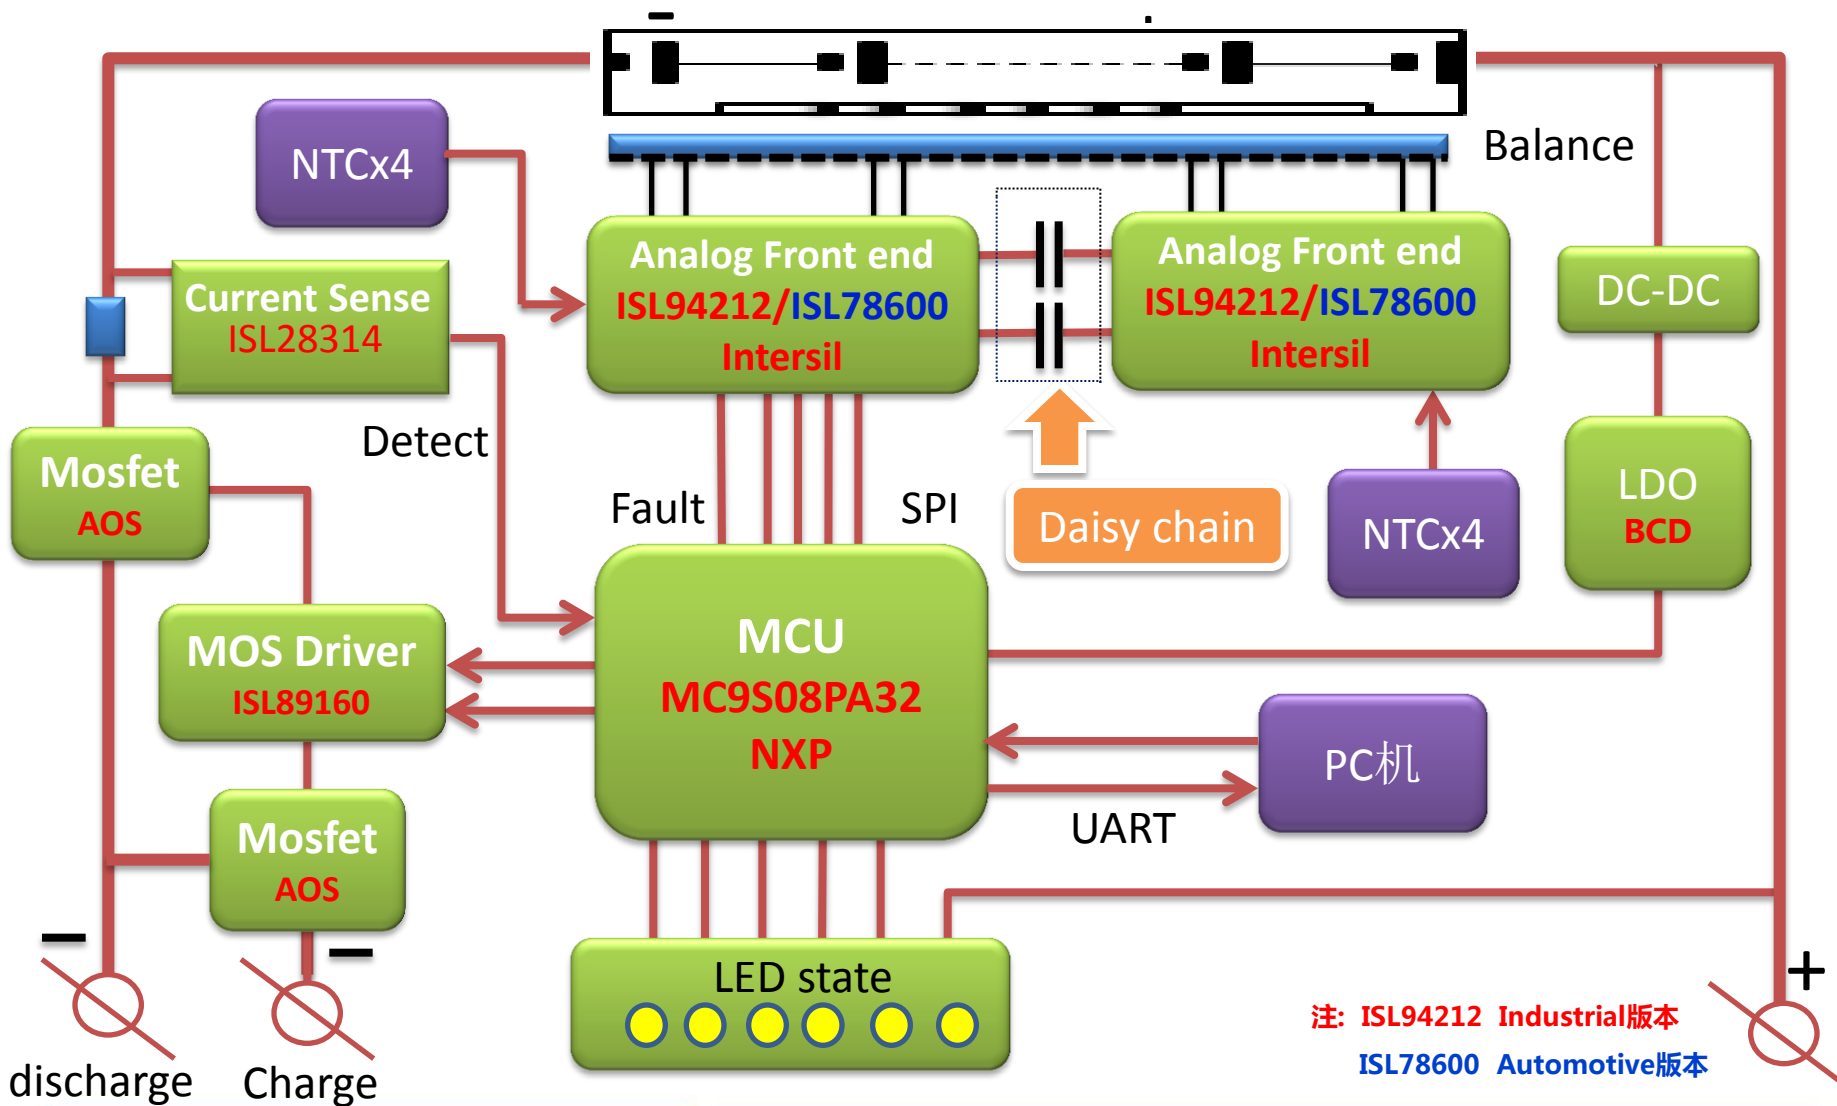 Balance
NTCx4
Analog Front end
ISL94212/ISL78600
Intersil
Analog Front end
ISL94212/ISL78600
Intersil
DC-DC
Current Sense
ISL28314
Detect
Mosfet
AOS
Fault
SPI
Daisy chain
NTCx4
LDO
BCD
MOS Driver
ISL89160
MCU
MC9S08PA32
NXP
PC机
UART
Mosfet
AOS
LED state
discharge
Charge
注: ISL94212 Industrial版本
ISL78600 Automotive版本